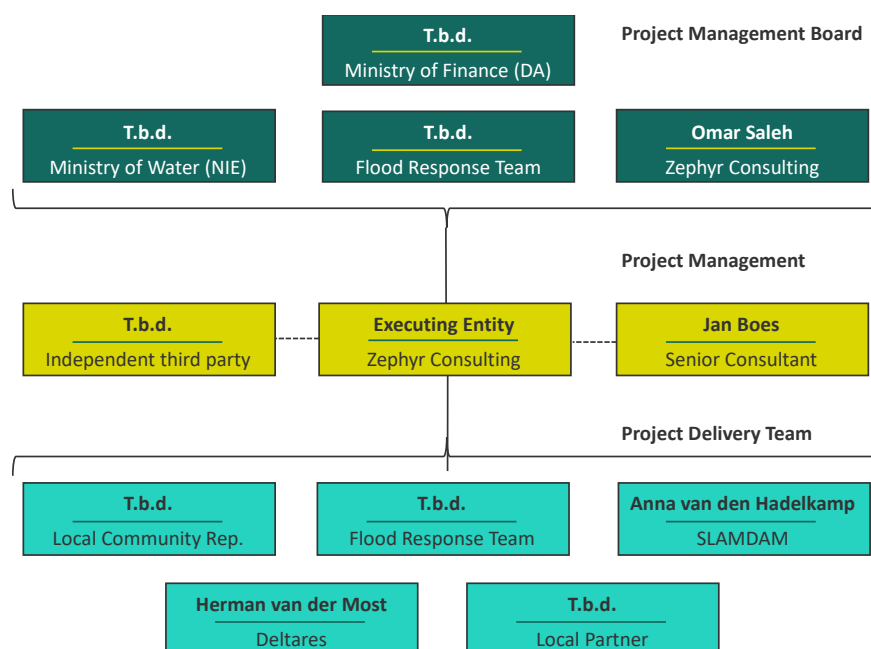 T.b.d.
Project Management Board
Ministry of Finance (DA)
T.b.d.
T.b.d.
Omar Saleh
Ministry of Water (NIE)
Flood Response Team
Zephyr Consulting
Project Management
T.b.d.
Executing Entity
Jan Boes
Independent third party
Zephyr Consulting
Senior Consultant
Project Delivery Team
T.b.d.
T.b.d.
Anna van den Hadelkamp
Local Community Rep.
Flood Response Team
SLAMDAM
Herman van der Most
T.b.d.
Deltares
Local Partner